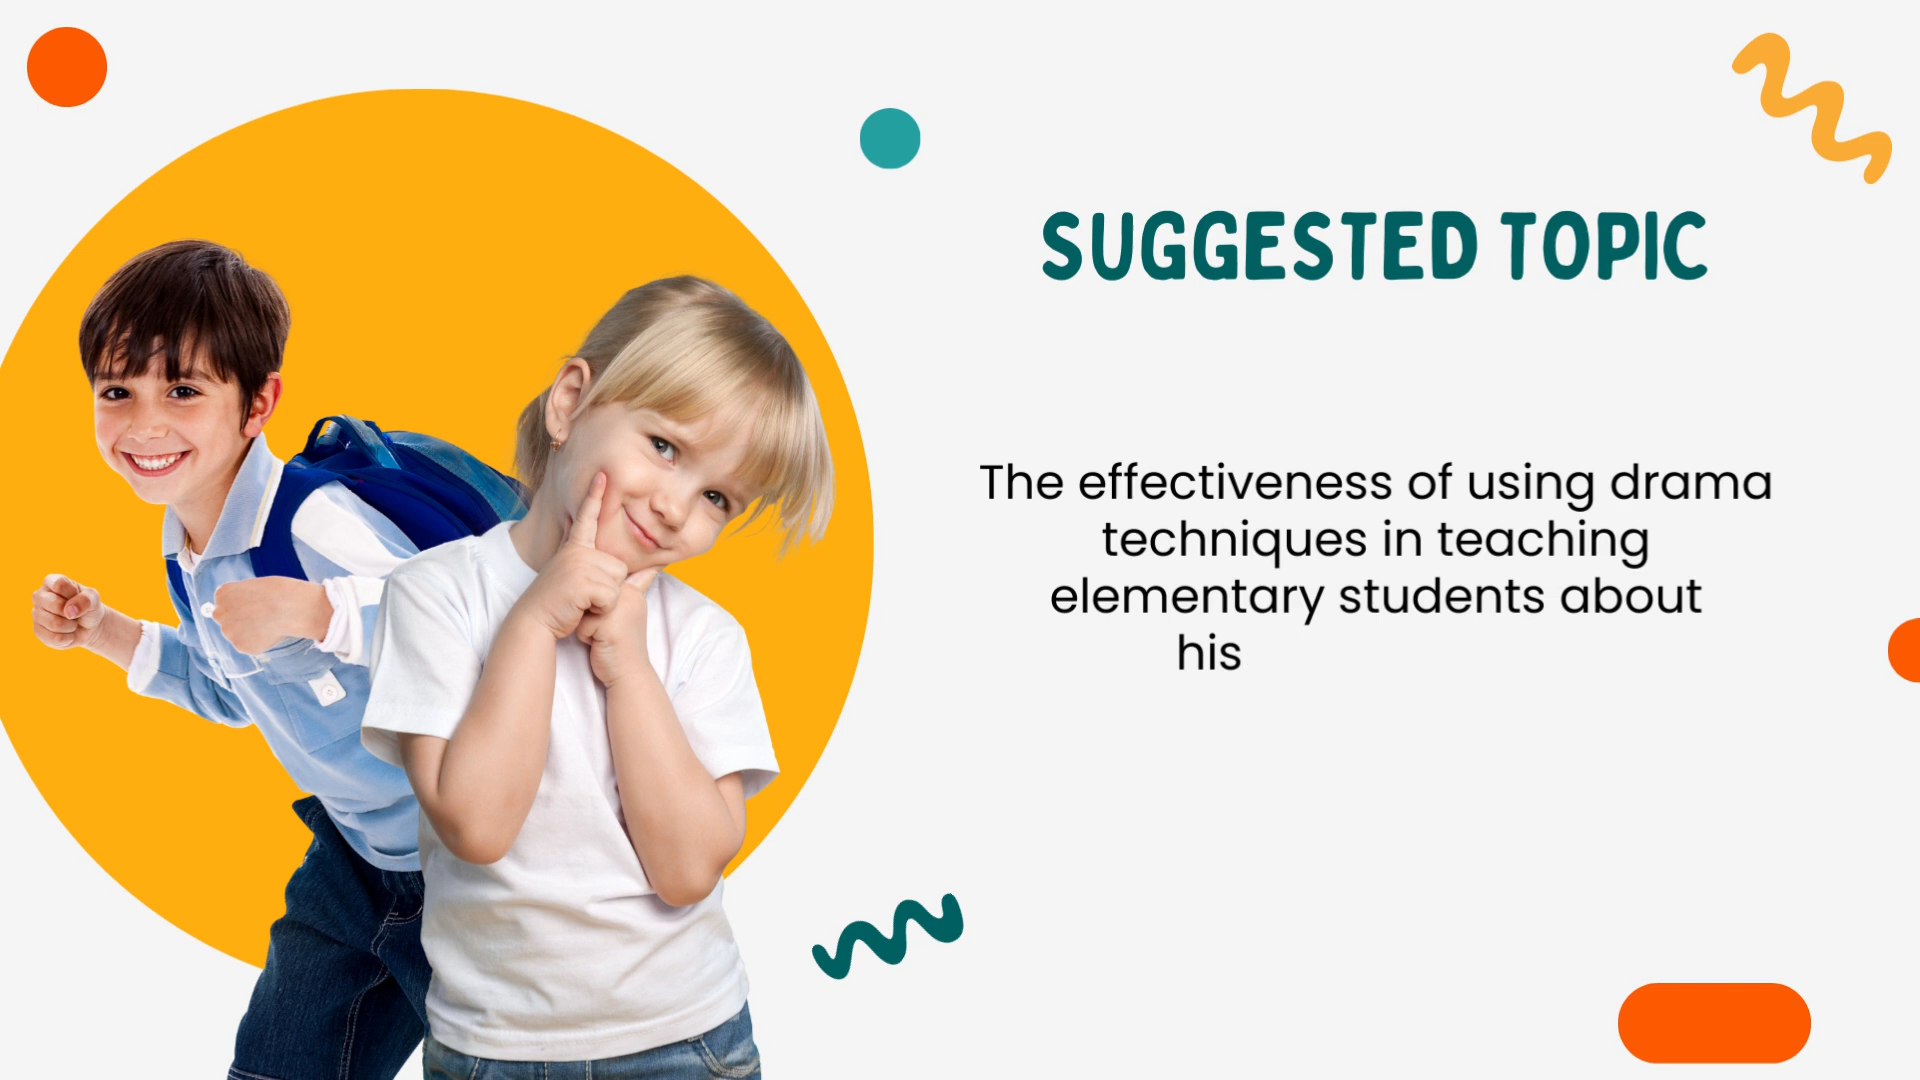 SUGGESTED TOPIC
The effectiveness of using drama
techniques in teaching
elementary students about
his